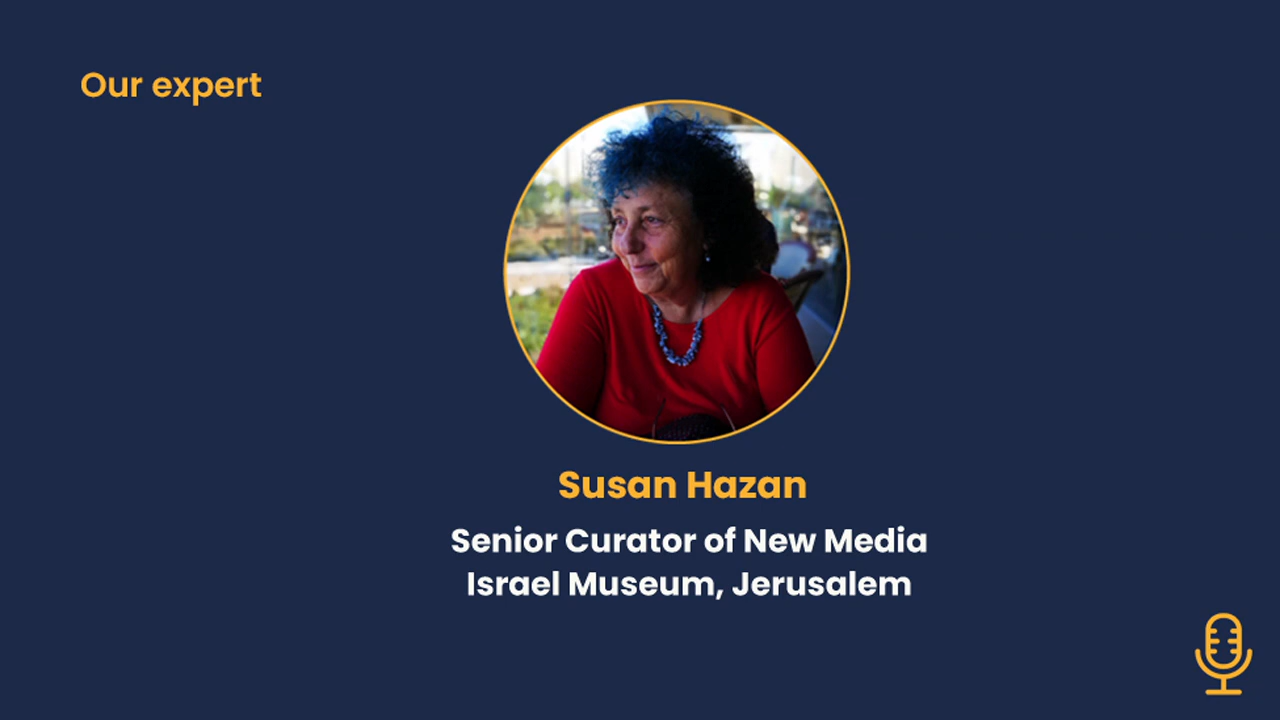 Our expert
Susan Hazan
Senior Curator of New Media
Israel Museum, Jerusalem